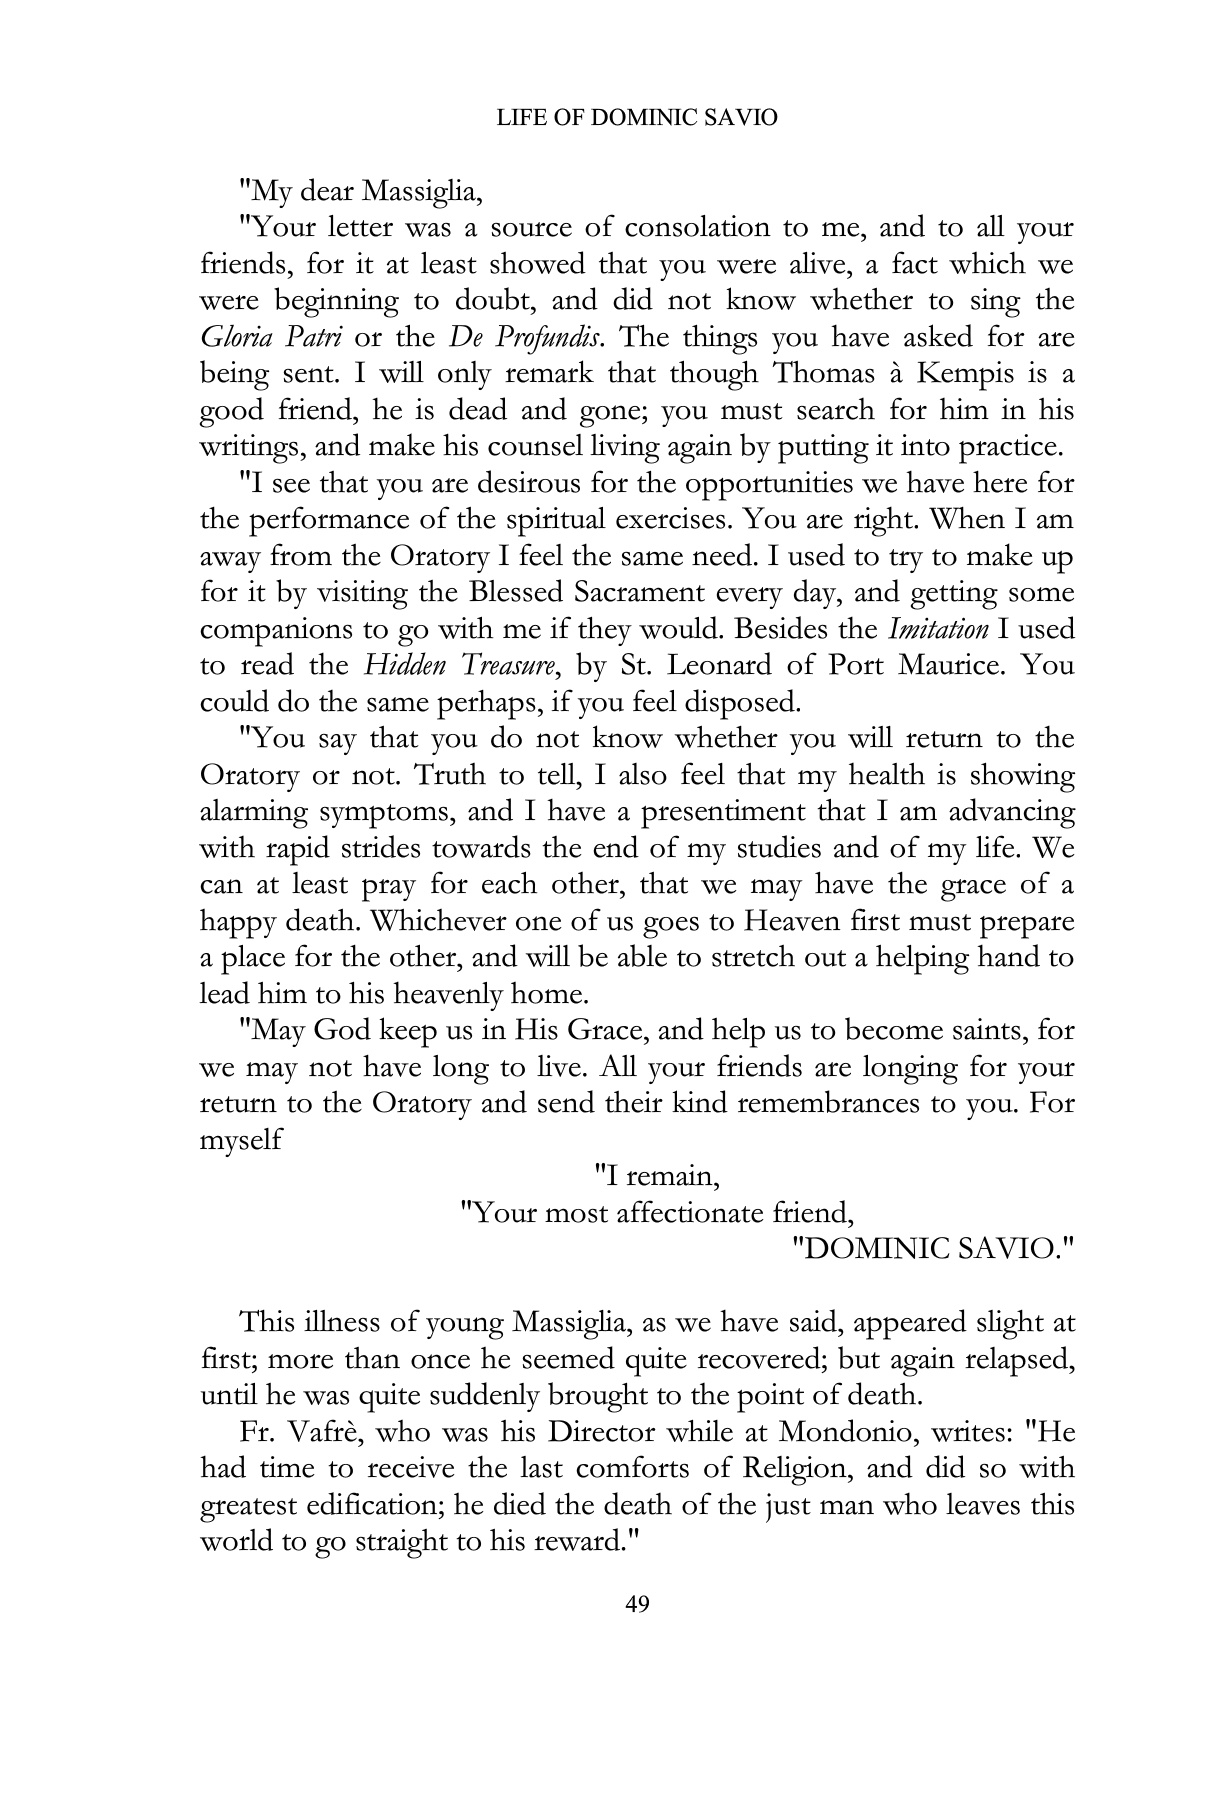 LIFE OF DOMINIC SAVIO
"My dear Massiglia,
"Your letter was a source of consolation to me, and to all your
friends, for it at least showed that you were alive, a fact which we
were beginning to doubt, and did not know whether to sing the
Gloria Patri or the De Profundis. The things you have asked for are
being sent. I will only remark that though Thomas à Kempis is a
good friend, he is dead and gone; you must search for him in his
writings, and make his counsel living again by putting it into practice.
"I see that you are desirous for the opportunities we have here for
the performance of the spiritual exercises. You are right. When I am
away from the Oratory I feel the same need. I used to try to make up
for it by visiting the Blessed Sacrament every day, and getting some
companions to go with me if they would. Besides the Imitation I used
to read the Hidden Treasure, by St. Leonard of Port Maurice. You
could do the same perhaps, if you feel disposed.
"You say that you do not know whether you will return to the
Oratory or not. Truth to tell, I also feel that my health is showing
alarming symptoms, and I have a presentiment that I am advancing
with rapid strides towards the end of my studies and of my life. We
can at least pray for each other, that we may have the grace of a
happy death. Whichever one of us goes to Heaven first must prepare
a place for the other, and will be able to stretch out a helping hand to
lead him to his heavenly home.
"May God keep us in His Grace, and help us to become saints, for
we may not have long to live. All your friends are longing for your
return to the Oratory and send their kind remembrances to you. For
myself
"I remain,
"Your most affectionate friend,
"DOMINIC SAVIO."
This illness of young Massiglia, as we have said, appeared slight at
first; more than once he seemed quite recovered; but again relapsed,
until he was quite suddenly brought to the point of death.
Fr. Vafrè, who was his Director while at Mondonio, writes: "He
had time to receive the last comforts of Religion, and did so with
greatest edification; he died the death of the just man who leaves this
world to go straight to his reward."
49